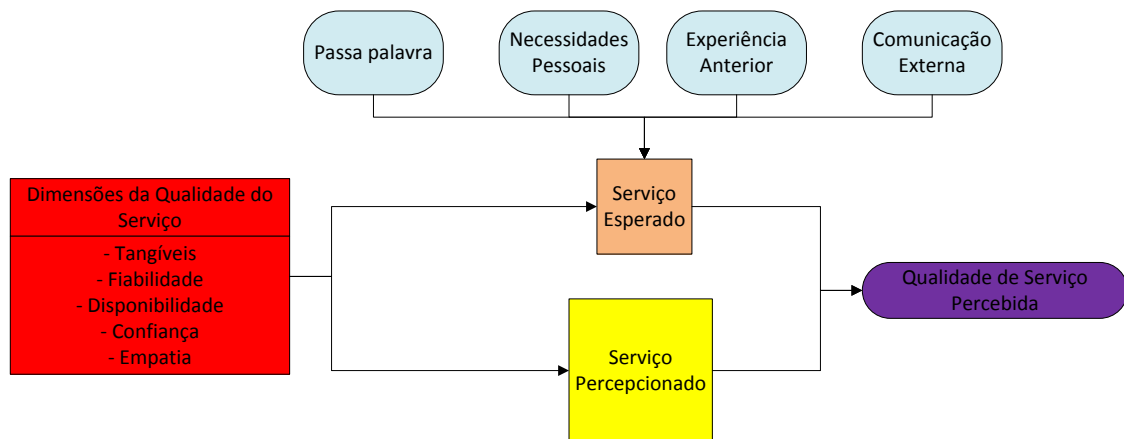 Passa palavra
Necessidades
Pessoais
Experiência
Anterior
Comunicação
Externa
Dimensões da Qualidade do
Serviço
- Tangíveis
- Fiabilidade
- Disponibilidade
- Confiança
- Empatia
Serviço
Esperado
Serviço
Percepcionado
Qualidade de Serviço
Percebida